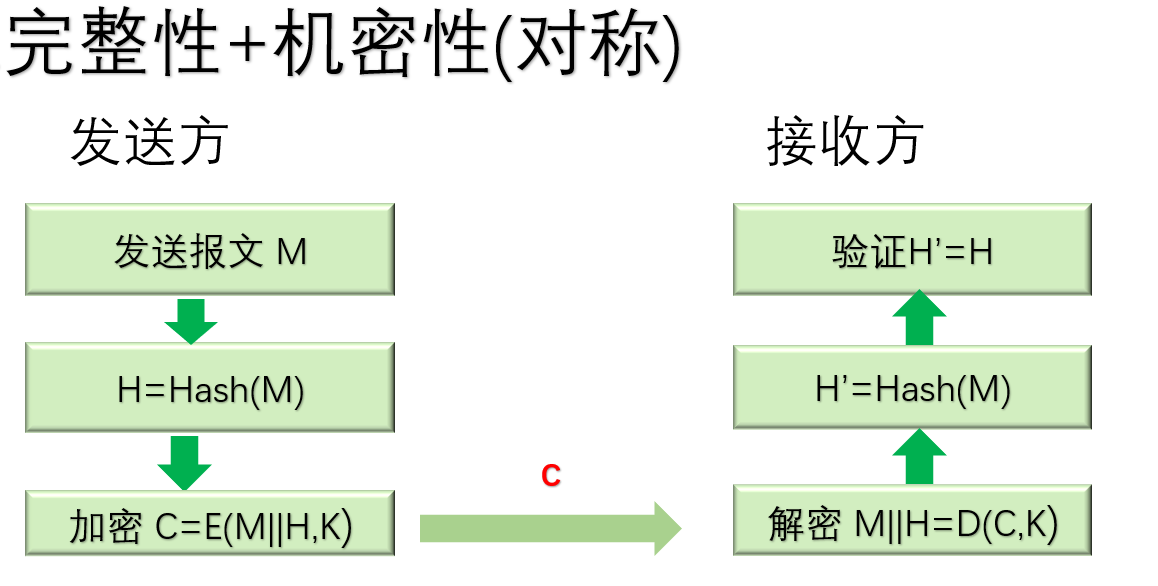 完整性+机密性(对称)
发送方
接收方
发送报文 M
验证H’=H
H=Hash(M)
H’=Hash(M)
C
加密 C=E(M||H,K)
解密 M||H=D(C,K)